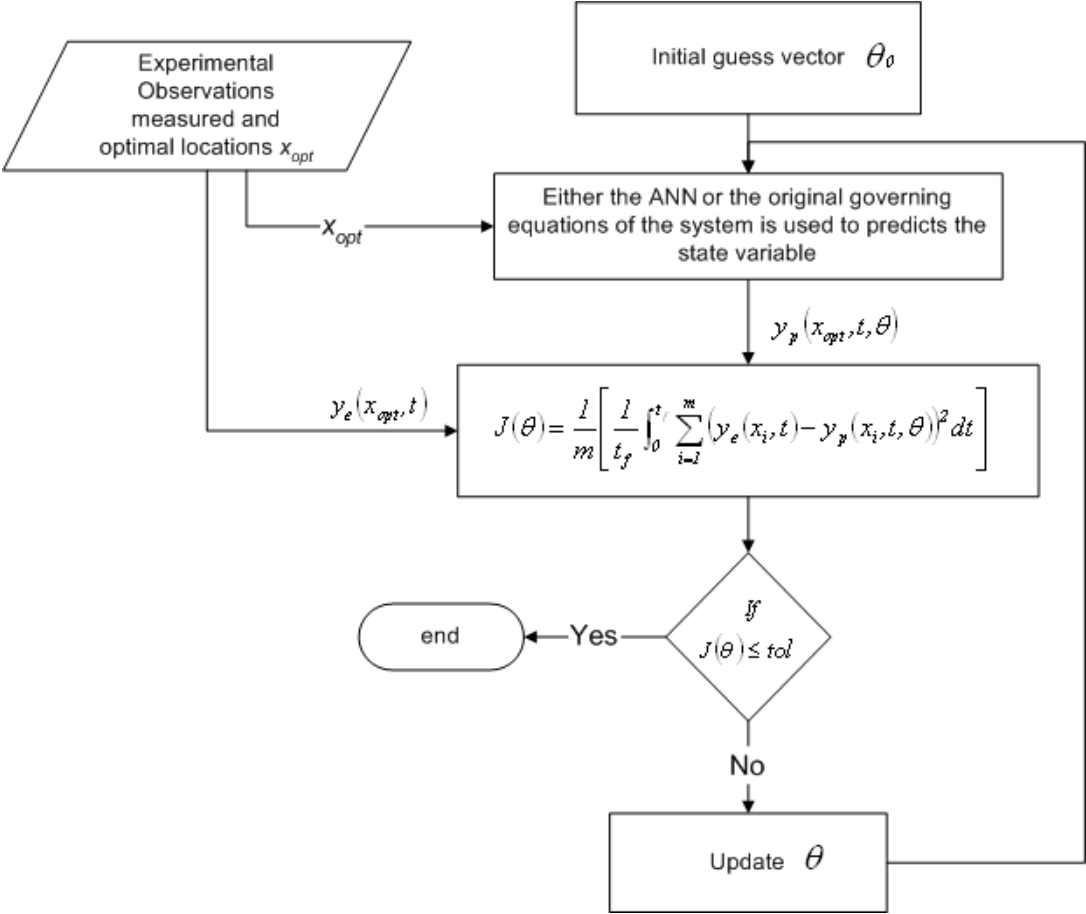 Experimental
Observations
measured and
optimal locations x_opt
Initial guess vector θ₀
Either the ANN or the original governing
equations of the system is used to predicts the
state variable
x_opt
y_p(x_opt,t,θ)
y_e(x_opt,t)
J(θ)=1/m[1/t_f ∫_0^t_f ∑_{i=1}^m (y_e(x_i,t)−y_p(x_i,t,θ))² dt]
If
J(θ)≤tol
Yes
end
No
Update θ